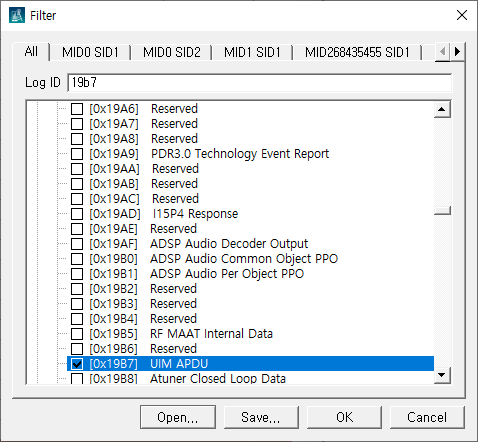 Filter
All MID0 SID1 MID0 SID2 MID1 SID1 MID268435455 SID1
Log ID 19b7
[0x19A6] Reserved
[0x19A7] Reserved
[0x19A8] Reserved
[0x19A9] PDR3.0 Technology Event Report
[0x19AA] Reserved
[0x19AB] Reserved
[0x19AC] Reserved
[0x19AD] I15P4 Response
[0x19AE] Reserved
[0x19AF] ADSP Audio Decoder Output
[0x19B0] ADSP Audio Common Object PPO
[0x19B1] ADSP Audio Per Object PPO
[0x19B2] Reserved
[0x19B3] Reserved
[0x19B4] Reserved
[0x19B5] RF MAAT Internal Data
[0x19B6] Reserved
[0x19B7] UIM APDU
[0x19B8] Atuner Closed Loop Data
Open... Save... OK Cancel